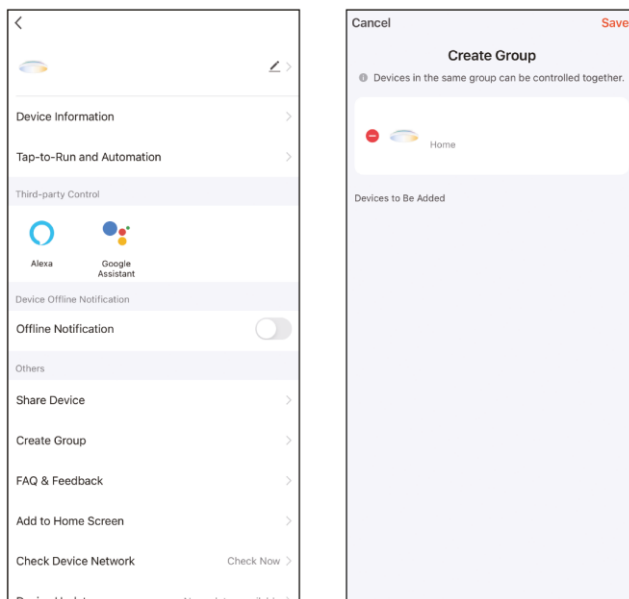 Device Information
Tap-to-Run and Automation
Third-party Control
Alexa
Google
Assistant
Device Offline Notification
Offline Notification
Others
Share Device
Create Group
FAQ & Feedback
Add to Home Screen
Check Device Network Check Now
Cancel Save
Create Group
Devices in the same group can be controlled together.
Home
Devices to Be Added